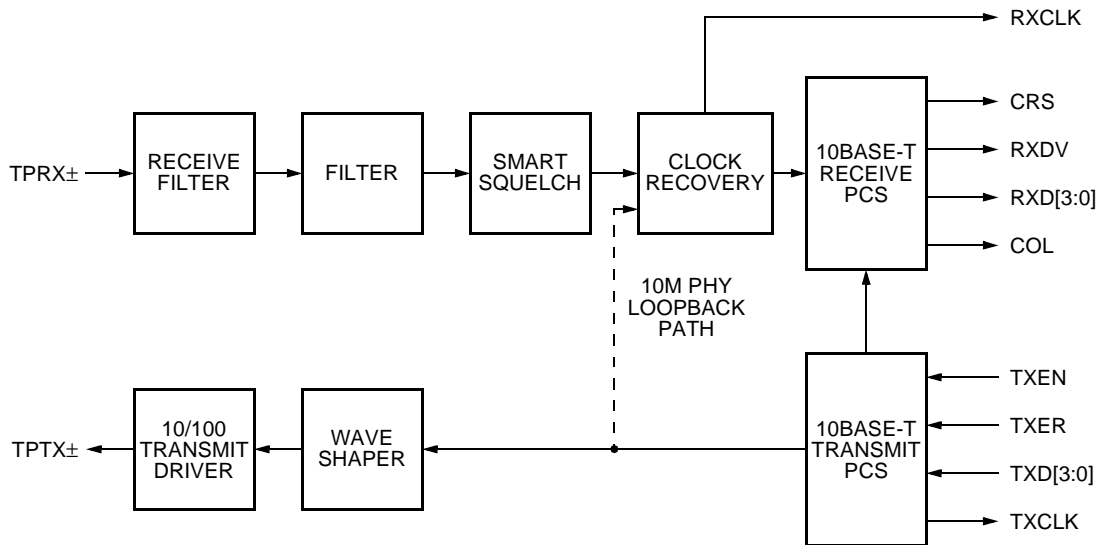 RXCLK
CRS
RXDV
RXD[3:0]
COL
TPRX±
RECEIVE
FILTER
FILTER
SMART
SQUELCH
CLOCK
RECOVERY
10BASE-T
RECEIVE
PCS
10M PHY
LOOPBACK
PATH
TPTX±
10/100
TRANSMIT
DRIVER
WAVE
SHAPER
10BASE-T
TRANSMIT
PCS
TXEN
TXER
TXD[3:0]
TXCLK